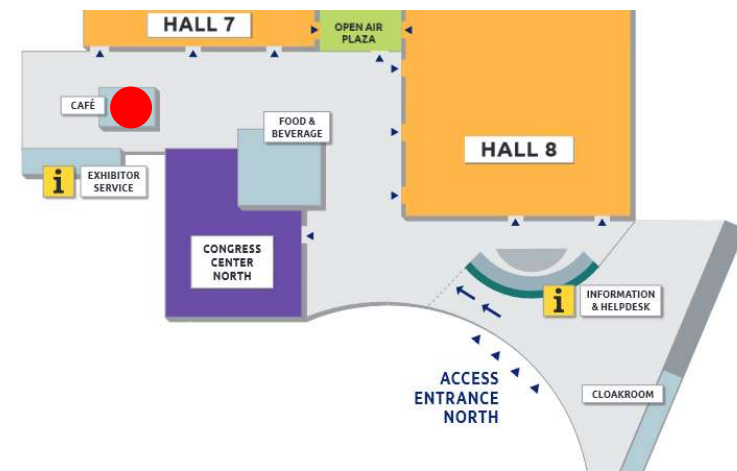 HALL 7
OPEN AIR
PLAZA
CAFÉ
FOOD &
BEVERAGE
HALL 8
i
EXHIBITOR
SERVICE
CONGRESS
CENTER
NORTH
i
INFORMATION
& HELPDESK
ACCESS
ENTRANCE
NORTH
CLOAKROOM